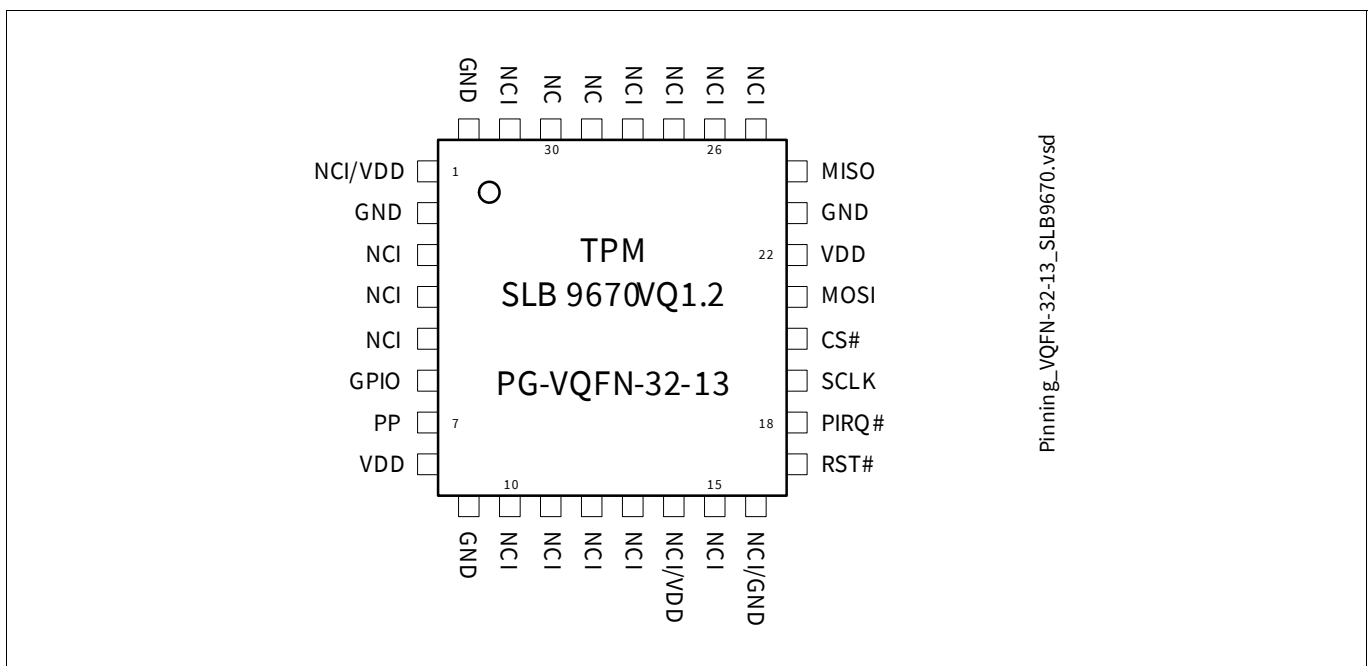 GND
NCI
NC
NC
NCI
NCI
NCI
NCI
30
26
NCI/VDD
1
MISO
GND
GND
NCI
22
VDD
NCI
MOSI
NCI
CS#
GPIO
SCLK
PP
7
18
PIRQ#
VDD
RST#
TPM
SLB 9670VQ1.2
PG-VQFN-32-13
10
15
GND
NCI
NCI
NCI
NCI
NCI/VDD
NCI
NCI/GND
Pinning_VQFN-32-13_SLB9670.vsd